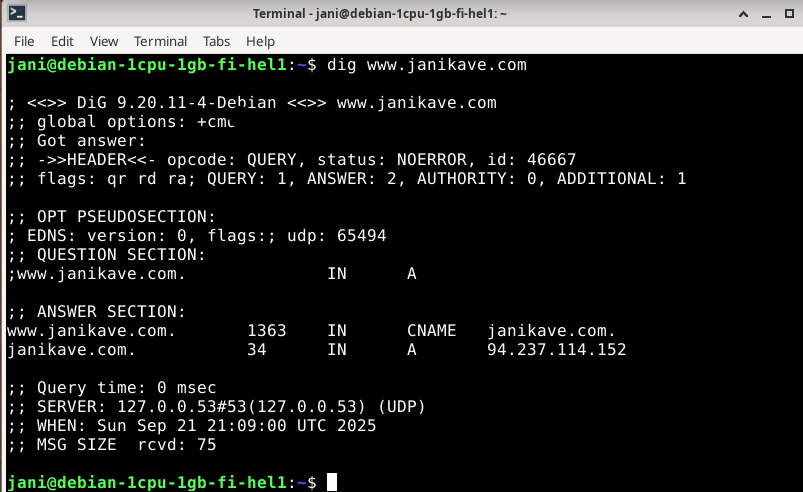 Terminal - jani@debian-1cpu-1gb-fi-hel1: ~
File Edit View Terminal Tabs Help
jani@debian-1cpu-1gb-fi-hel1:~$ dig www.janikave.com
; <<>> DiG 9.20.11-4-Debian <<>> www.janikave.com
;; global options: +cmd
;; Got answer:
;; ->>HEADER<<- opcode: QUERY, status: NOERROR, id: 46667
;; flags: qr rd ra; QUERY: 1, ANSWER: 2, AUTHORITY: 0, ADDITIONAL: 1
;; OPT PSEUDOSECTION:
; EDNS: version: 0, flags:; udp: 65494
;; QUESTION SECTION:
;www.janikave.com. IN A
;; ANSWER SECTION:
www.janikave.com. 1363 IN CNAME janikave.com.
janikave.com. 34 IN A 94.237.114.152
;; Query time: 0 msec
;; SERVER: 127.0.0.53#53(127.0.0.53) (UDP)
;; WHEN: Sun Sep 21 21:09:00 UTC 2025
;; MSG SIZE  rcvd: 75
jani@debian-1cpu-1gb-fi-hel1:~$